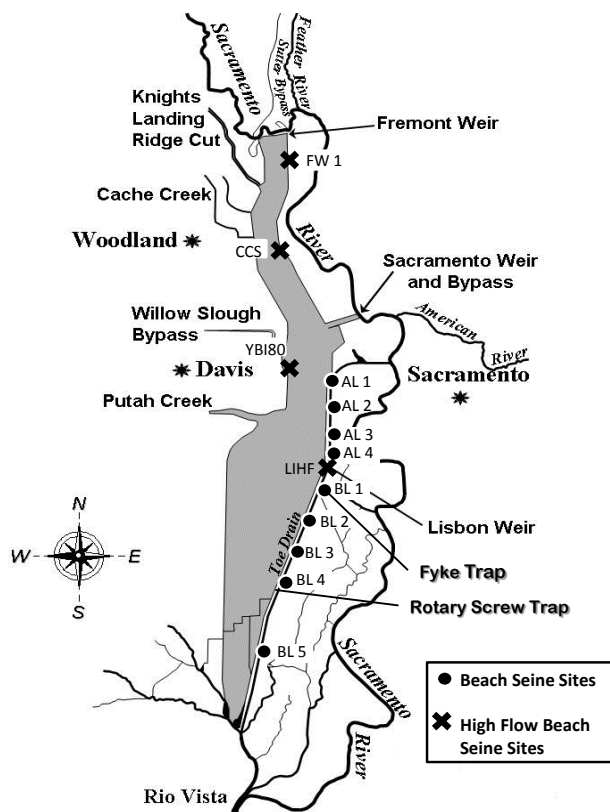 Sacramento
Feather River
Sutter Bypass
Knights
Landing
Ridge Cut
Fremont Weir
FW 1
Cache Creek
Woodland
CCS
River
Sacramento Weir
and Bypass
Willow Slough
Bypass
American
River
YBI80
Davis
AL 1
Sacramento
Putah Creek
AL 2
AL 3
AL 4
LIHF
BL 1
Lisbon Weir
N
W
E
S
Toe Drain
BL 2
BL 3
Fyke Trap
BL 4
Rotary Screw Trap
BL 5
Sacramento
River
Beach Seine Sites
High Flow Beach
Seine Sites
Rio Vista